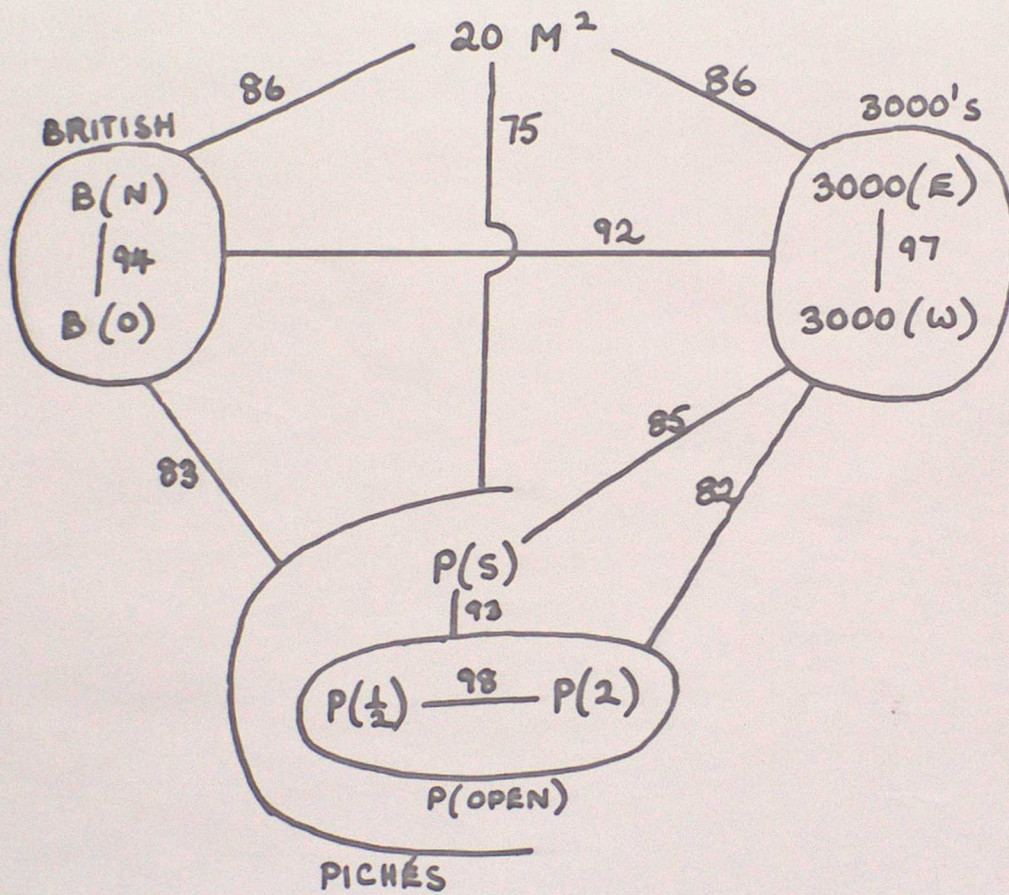 20 M²
86
86
75
BRITISH
3000's
B(N)
94
B(O)
92
3000(E)
97
3000(W)
83
85
82
P(S)
93
P(½)
98
P(2)
P(OPEN)
PICHÉS